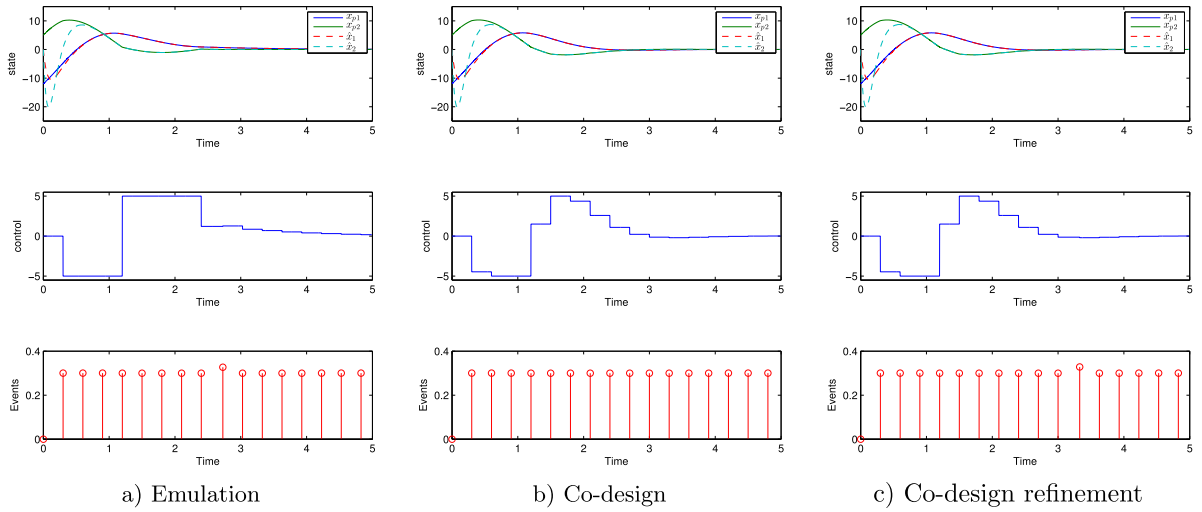 10
0
−10
−20
state
0 1 2 3 4 5
Time
x_{p1}
x_{p2}
x̂_1
x̂_2
5
0
−5
control
0 1 2 3 4 5
Time
0.4
0.2
0
Events
0 1 2 3 4 5
Time
a) Emulation
10
0
−10
−20
state
0 1 2 3 4 5
Time
x_{p1}
x_{p2}
x̂_1
x̂_2
5
0
−5
control
0 1 2 3 4 5
Time
0.4
0.2
0
Events
0 1 2 3 4 5
Time
b) Co-design
10
0
−10
−20
state
0 1 2 3 4 5
Time
x_{p1}
x_{p2}
x̂_1
x̂_2
5
0
−5
control
0 1 2 3 4 5
Time
0.4
0.2
0
Events
0 1 2 3 4 5
Time
c) Co-design refinement